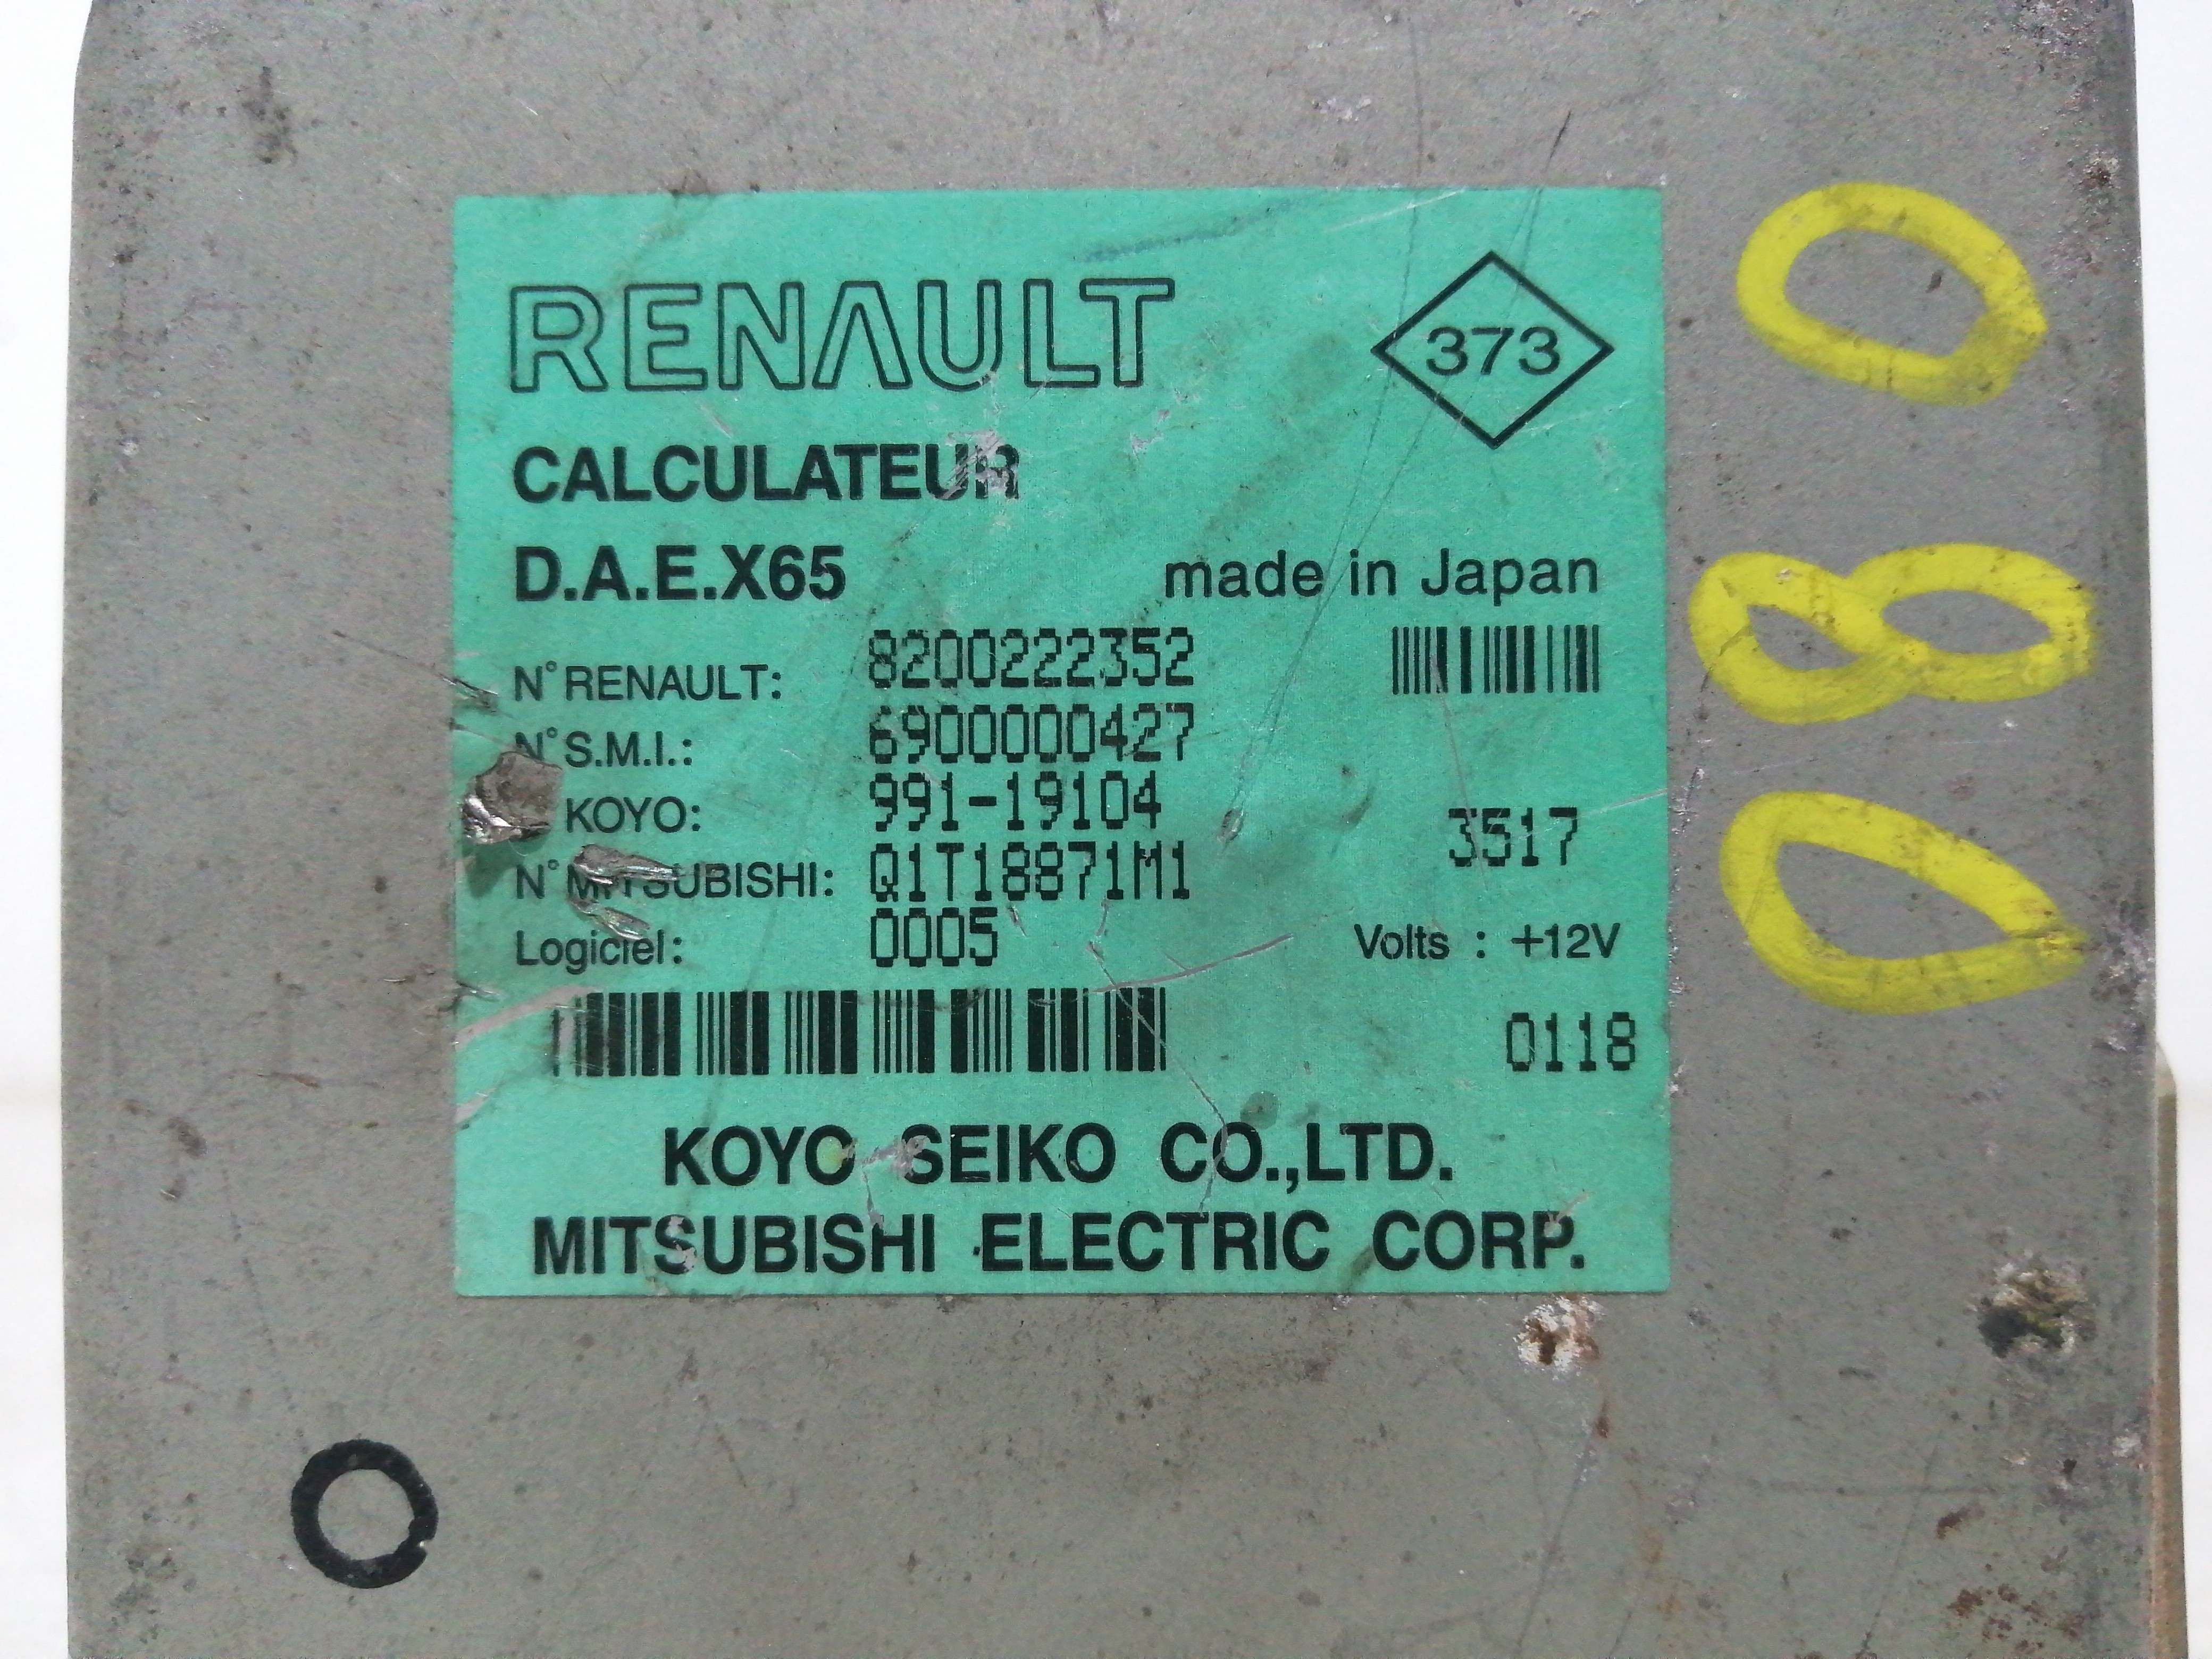 RENAULT
373
CALCULATEUR
D.A.E.X65
made in Japan
N° RENAULT: 8200222352
N° S.M.I.: 6900000427
KOYO: 991-19104
3517
N° MITSUBISHI: Q1T18871M1
Logiciel: 0005
Volts : +12V
0118
KOYO SEIKO CO.,LTD.
MITSUBISHI ELECTRIC CORP.
080
O